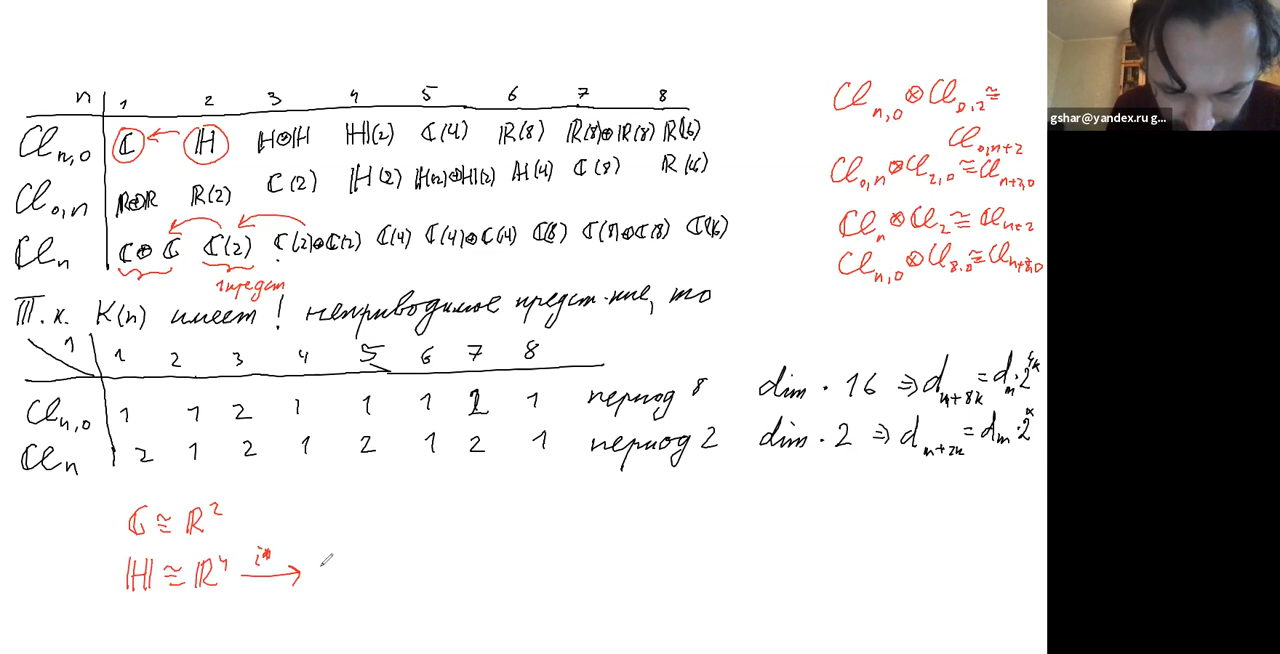 n 1 2 3 4 5 6 7 8
Cl_{n,0} ℂ ← ℍ ℍ⊕ℍ ℍ(2) ℂ(4) ℝ(8) ℝ(8)⊕ℝ(8) ℝ(16)
Cl_{0,n} ℝ⊕ℝ ℝ(2) ℂ(2) ℍ(2) ℍ(2)⊕ℍ(2) ℍ(4) ℂ(8) ℝ(16)
ℂl_n ℂ⊕ℂ ℂ(2) ℂ(2)⊕ℂ(2) ℂ(4) ℂ(4)⊕ℂ(4) ℂ(8) ℂ(8)⊕ℂ(8) ℂ(16)
1 предст
Cl_{n,0} ⊗ Cl_{0,2} ≅
Cl_{0,n+2}
Cl_{0,n} ⊗ Cl_{2,0} ≅ Cl_{n+2,0}
ℂl_n ⊗ ℂl_2 ≅ ℂl_{n+2}
Cl_{n,0} ⊗ Cl_{8,0} ≅ Cl_{n+8,0}
Т.к. K(n) имеет ! неприводимое предст-ние, то
n 1 2 3 4 5 6 7 8
Cl_{n,0} 1 1 2 1 1 1 2 1 период 8 dim · 16 ⇒ d_{n+8k} = d_n · 2^{4k}
ℂl_n 2 1 2 1 2 1 2 1 период 2 dim · 2 ⇒ d_{n+2k} = d_n · 2^k
ℂ ≅ ℝ^2
ℍ ≅ ℝ^4 i* →
gshar@yandex.ru g...